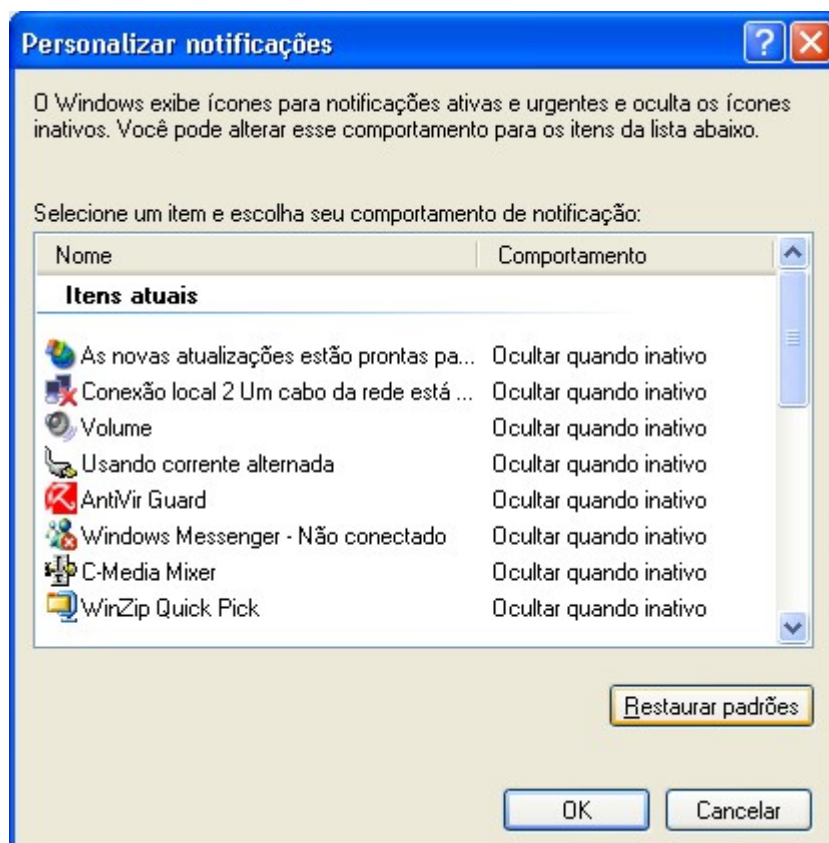 Personalizar notificações
O Windows exibe ícones para notificações ativas e urgentes e oculta os ícones
inativos. Você pode alterar esse comportamento para os itens da lista abaixo.
Selecione um item e escolha seu comportamento de notificação:
Nome Comportamento
Itens atuais
As novas atualizações estão prontas pa... Ocultar quando inativo
Conexão local 2 Um cabo da rede está ... Ocultar quando inativo
Volume Ocultar quando inativo
Usando corrente alternada Ocultar quando inativo
AntiVir Guard Ocultar quando inativo
Windows Messenger - Não conectado Ocultar quando inativo
C-Media Mixer Ocultar quando inativo
WinZip Quick Pick Ocultar quando inativo
Restaurar padrões
OK Cancelar